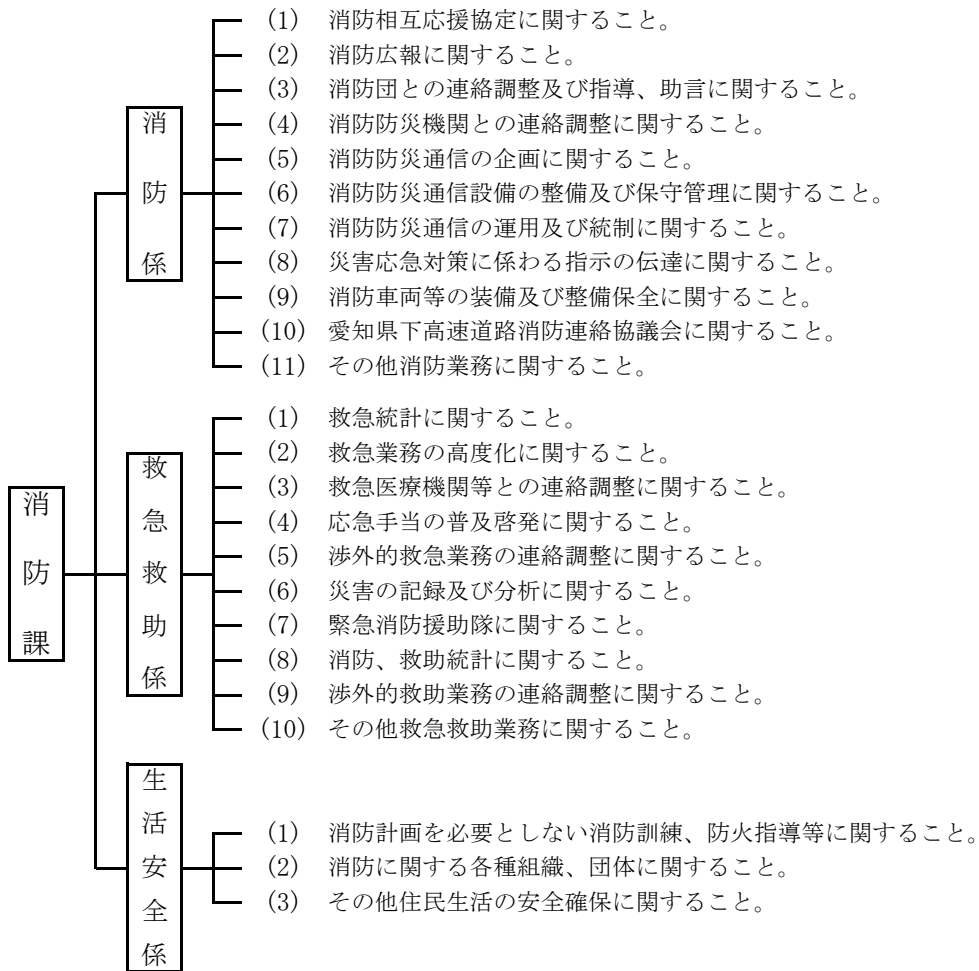 消防課
消防係
(1) 消防相互応援協定に関すること。
(2) 消防広報に関すること。
(3) 消防団との連絡調整及び指導、助言に関すること。
(4) 消防防災機関との連絡調整に関すること。
(5) 消防防災通信の企画に関すること。
(6) 消防防災通信設備の整備及び保守管理に関すること。
(7) 消防防災通信の運用及び統制に関すること。
(8) 災害応急対策に係わる指示の伝達に関すること。
(9) 消防車両等の装備及び整備保全に関すること。
(10) 愛知県下高速道路消防連絡協議会に関すること。
(11) その他消防業務に関すること。
救急救助係
(1) 救急統計に関すること。
(2) 救急業務の高度化に関すること。
(3) 救急医療機関等との連絡調整に関すること。
(4) 応急手当の普及啓発に関すること。
(5) 渉外的救急業務の連絡調整に関すること。
(6) 災害の記録及び分析に関すること。
(7) 緊急消防援助隊に関すること。
(8) 消防、救助統計に関すること。
(9) 渉外的救助業務の連絡調整に関すること。
(10) その他救急救助業務に関すること。
生活安全係
(1) 消防計画を必要としない消防訓練、防火指導等に関すること。
(2) 消防に関する各種組織、団体に関すること。
(3) その他住民生活の安全確保に関すること。